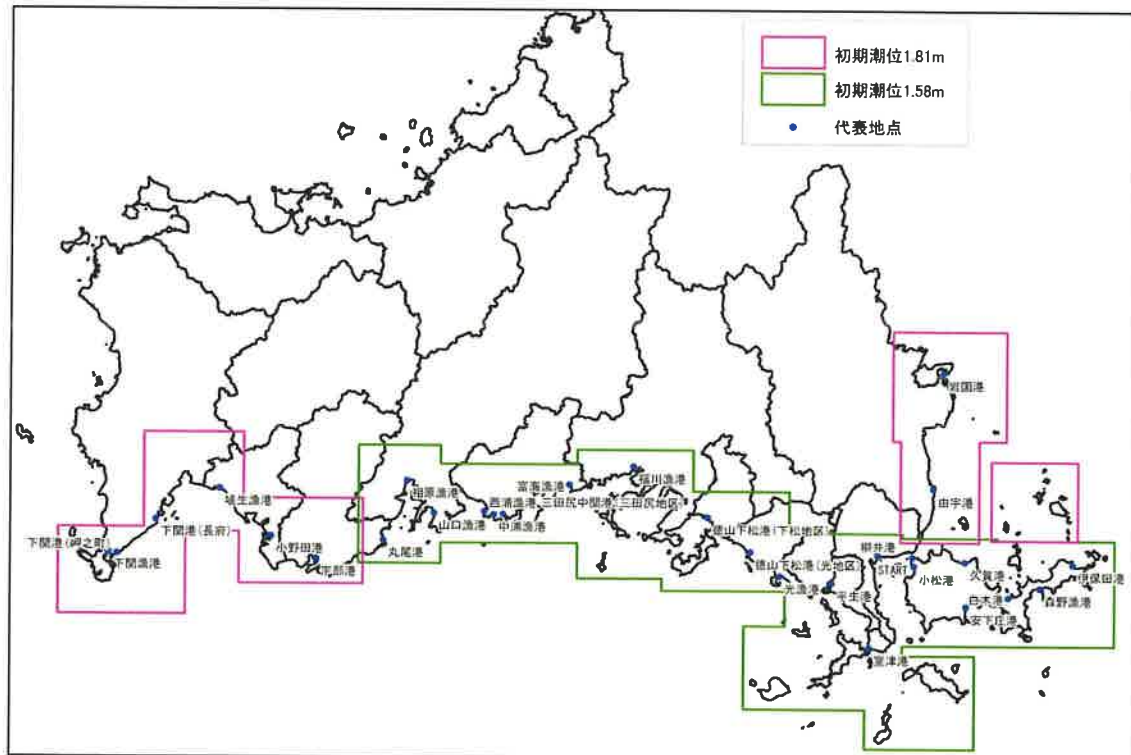 初期潮位1.81m
初期潮位1.58m
代表地点
岩国港
由宇港
福川漁港
富海漁港
相原漁港
埴生漁港
西浦漁港
三田尻中関港(三田尻地区)
山口漁港
中浦漁港
下関港(長府)
徳山下松港(下松地区)
丸尾港
小野田港
下関港(岬之町)
下関漁港
宇部港
柳井港
徳山下松港(光地区)
START
小松港
久賀港
伊保田港
光漁港
平生港
白木港
森野漁港
安下庄港
室津港